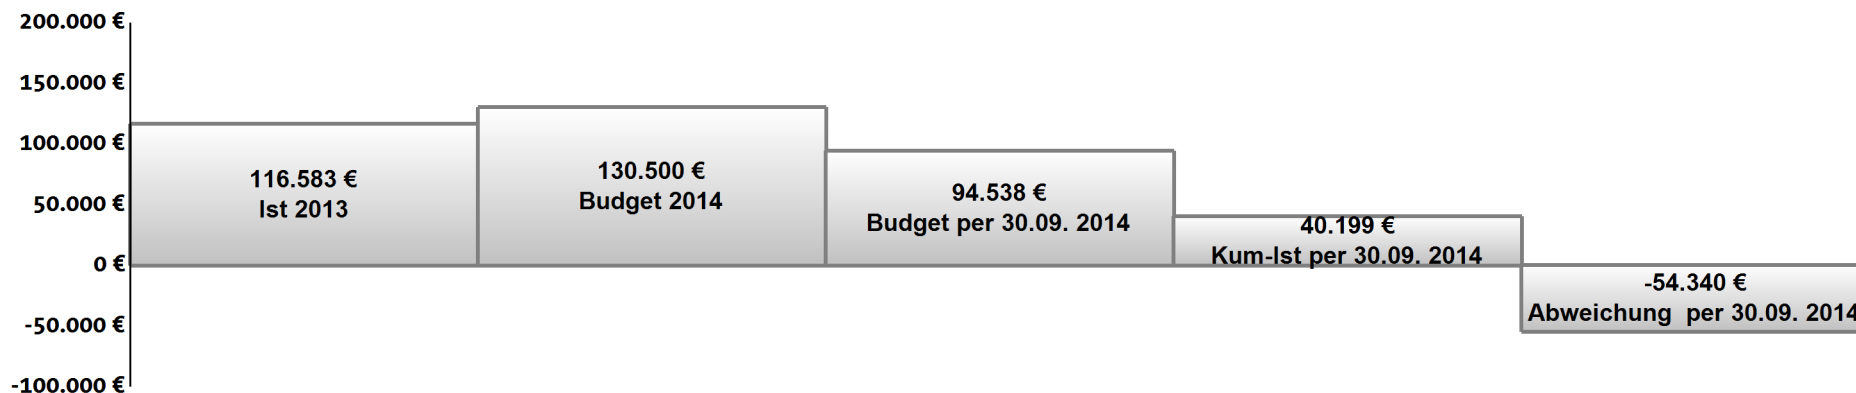 200.000 €
150.000 €
100.000 €
50.000 €
0 €
-50.000 €
-100.000 €
116.583 €
Ist 2013
130.500 €
Budget 2014
94.538 €
Budget per 30.09. 2014
40.199 €
Kum-Ist per 30.09. 2014
-54.340 €
Abweichung  per 30.09. 2014